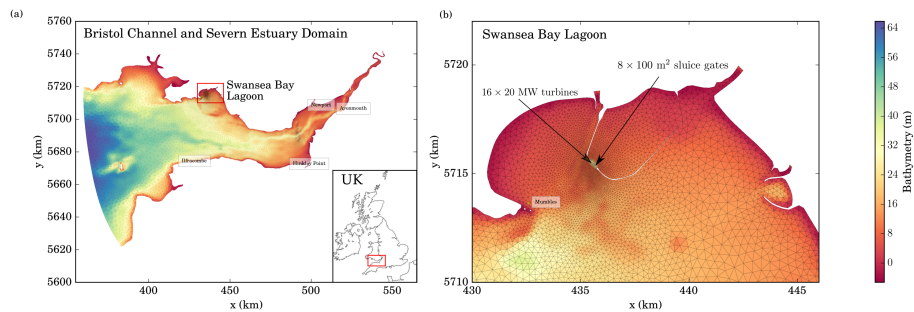 (a)
Bristol Channel and Severn Estuary Domain
5760
5740
5720
5700
5680
5660
5640
5620
5600
y (km)
400
450
500
550
x (km)
Swansea Bay
Lagoon
Newport
Avonmouth
Ilfracombe
Hinkley Point
UK
(b)
Swansea Bay Lagoon
8 × 100 m² sluice gates
16 × 20 MW turbines
Mumbles
5720
5715
5710
y (km)
430
435
440
445
x (km)
64
56
48
40
32
24
16
8
0
Bathymetry (m)